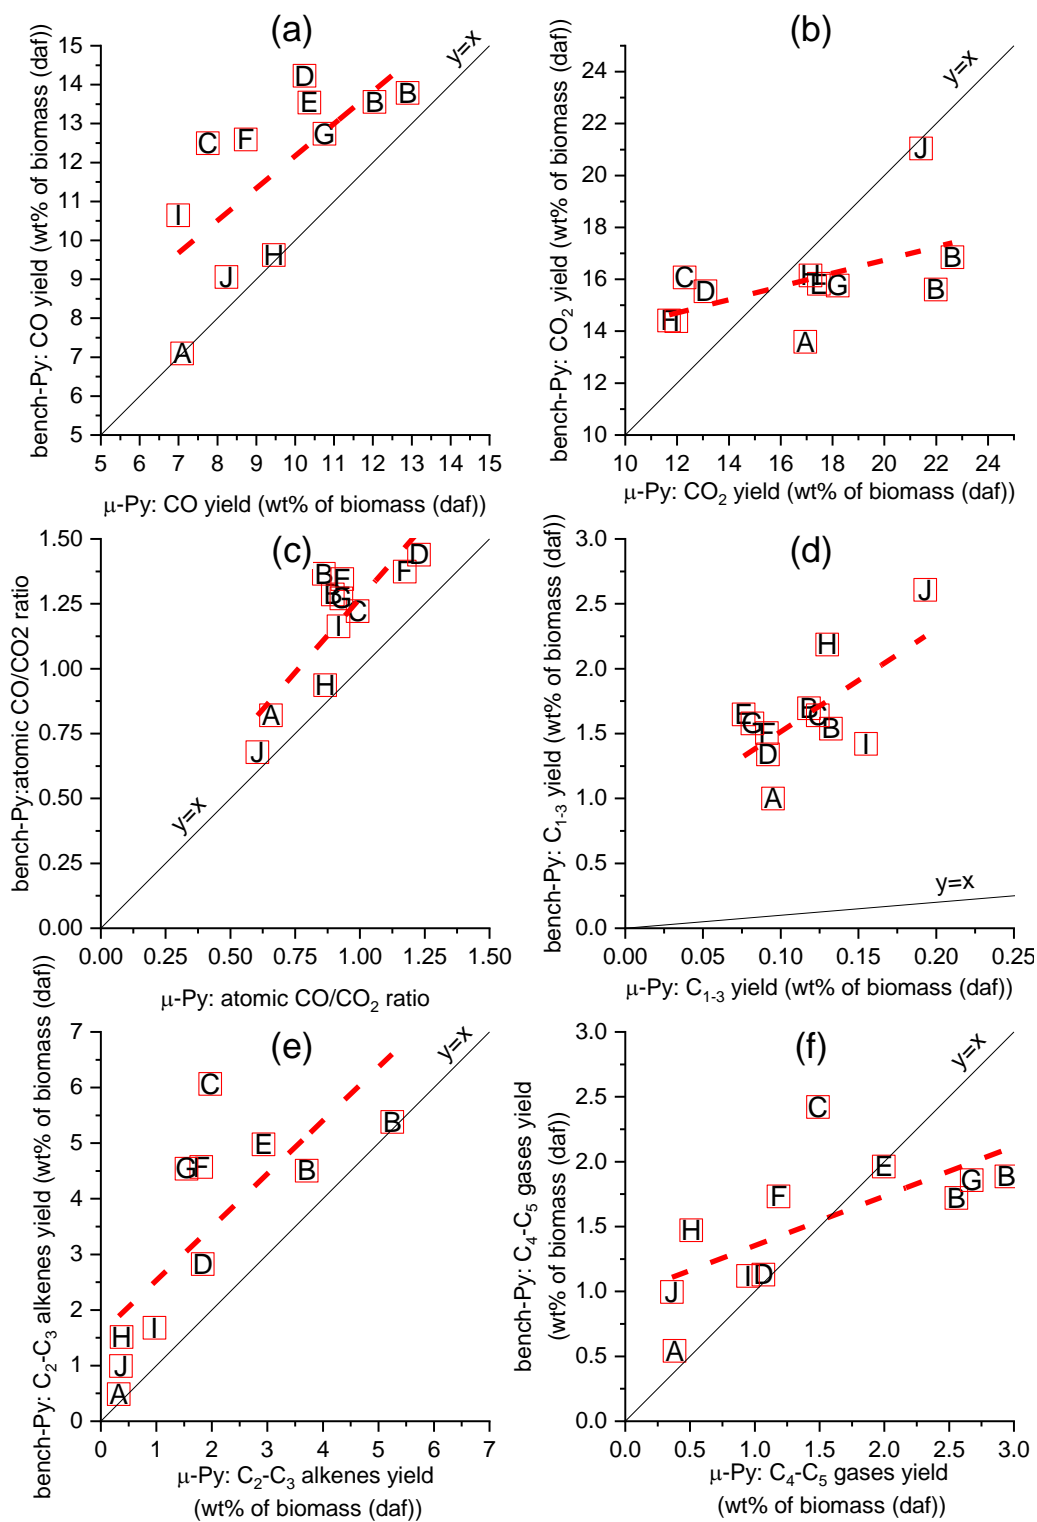 (a)
y=x
bench-Py: CO yield (wt% of biomass (daf))
15
14
13
12
11
10
9
8
7
6
5
D
E
B
B
G
F
C
I
H
J
A
5 6 7 8 9 10 11 12 13 14 15
μ-Py: CO yield (wt% of biomass (daf))
(b)
y=x
bench-Py: CO₂ yield (wt% of biomass (daf))
24
22
20
18
16
14
12
10
J
B
B
C
D
H
E
G
A
10 12 14 16 18 20 22 24
μ-Py: CO₂ yield (wt% of biomass (daf))
(c)
y=x
bench-Py:atomic CO/CO2 ratio
1.50
1.25
1.00
0.75
0.50
0.25
0.00
D
F
B
E
B
G
C
I
H
A
J
0.00 0.25 0.50 0.75 1.00 1.25 1.50
μ-Py: atomic CO/CO₂ ratio
(d)
y=x
bench-Py: C₁₋₃ yield (wt% of biomass (daf))
3.0
2.5
2.0
1.5
1.0
0.5
0.0
J
H
E
G
F
D
B
C
B
I
A
0.00 0.05 0.10 0.15 0.20 0.25
μ-Py: C₁₋₃ yield (wt% of biomass (daf))
(e)
y=x
bench-Py: C₂-C₃ alkenes yield (wt% of biomass (daf))
7
6
5
4
3
2
1
0
C
B
E
G
F
B
D
I
H
J
A
0 1 2 3 4 5 6 7
μ-Py: C₂-C₃ alkenes yield
(wt% of biomass (daf))
(f)
y=x
bench-Py: C₄-C₅ gases yield
(wt% of biomass (daf))
3.0
2.5
2.0
1.5
1.0
0.5
0.0
C
E
B
G
B
F
H
I
D
J
A
0.0 0.5 1.0 1.5 2.0 2.5 3.0
μ-Py: C₄-C₅ gases yield
(wt% of biomass (daf))